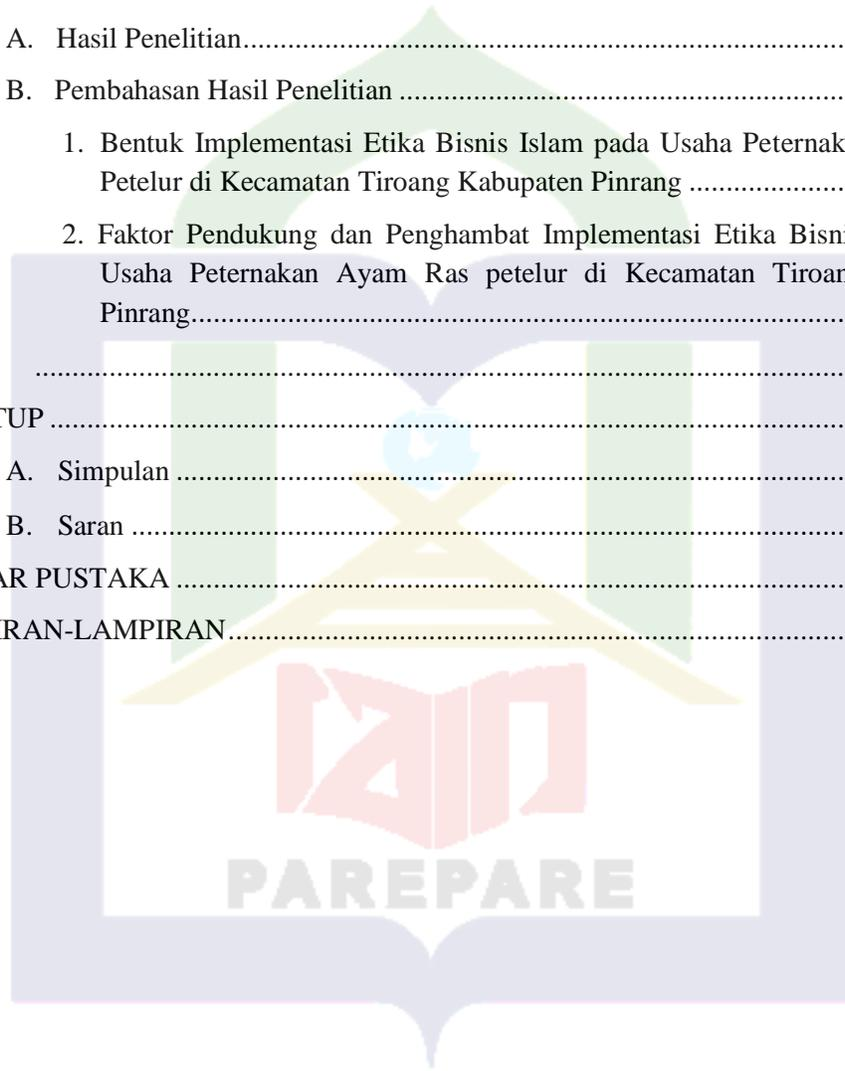 A. Hasil Penelitian................................................................................
B. Pembahasan Hasil Penelitian ............................................................
1. Bentuk Implementasi Etika Bisnis Islam pada Usaha Peternak
Petelur di Kecamatan Tiroang Kabupaten Pinrang .....................
2. Faktor Pendukung dan Penghambat Implementasi Etika Bisni
Usaha Peternakan Ayam Ras petelur di Kecamatan Tiroan
Pinrang.......................................................................................
.............................................................................................................
TUP ...........................................................................................................
A. Simpulan .........................................................................................
B. Saran ...............................................................................................
AR PUSTAKA .........................................................................................
IRAN-LAMPIRAN...................................................................................
IAIN
PAREPARE